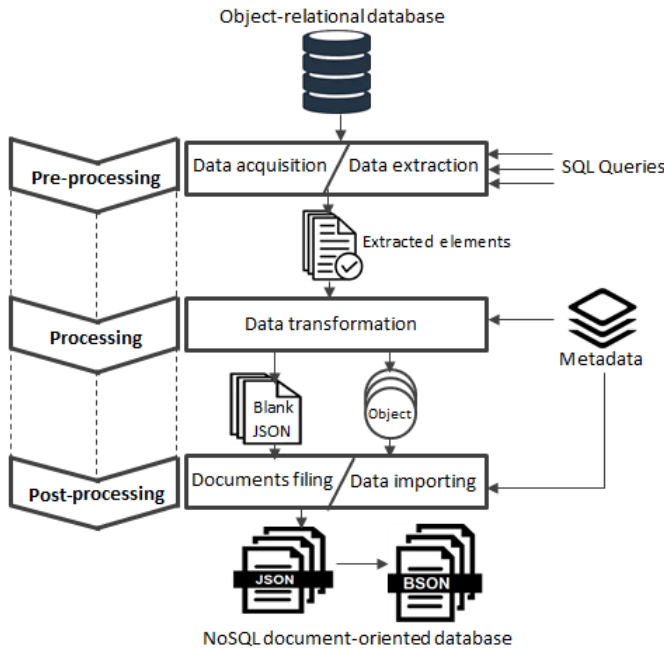 Object-relational database
Pre-processing
Data acquisition
Data extraction
SQL Queries
Extracted elements
Processing
Data transformation
Metadata
Blank
JSON
Object
Post-processing
Documents filing
Data importing
JSON
BSON
NoSQL document-oriented database